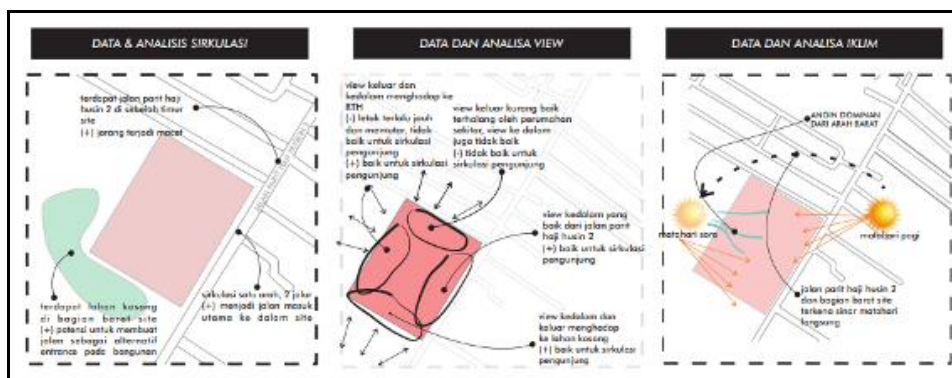 DATA & ANALISIS SIRKULASI
terdapat jalan parit haji
husin 2 di sebelah timur
site
(+) jarang terjadi macet
terdapat lahan kosong
di bagian barat site
(+) potensi untuk membuat
jalan sebagai alternatif
entrance pada bangunan
sirkulasi satu arah, 2 jalur
(+) menjadi jalan masuk
utama ke dalam site
DATA DAN ANALISA VIEW
view keluar dan
kedalam menghadap ke
RTH
(-) letak terlalu jauh
dan memutar, tidak
baik untuk sirkulasi
pengunjung
(+) baik untuk sirkulasi
pengunjung
view keluar kurang baik
terhalang oleh perumahan
sekitar, view ke dalam
juga tidak baik
(-) tidak baik untuk
sirkulasi pengunjung
view kedalam yang
baik dari jalan parit
haji husin 2
(+) baik untuk sirkulasi
pengunjung
view kedalam dan
keluar menghadap
ke lahan kosong
(+) baik untuk sirkulasi
pengunjung
DATA DAN ANALISA IKLIM
ANGIN DOMINAN
DARI ARAH BARAT
matahari sore
matahari pagi
jalan parit haji husin 2
dan bagian barat site
terkena sinar matahari
langsung